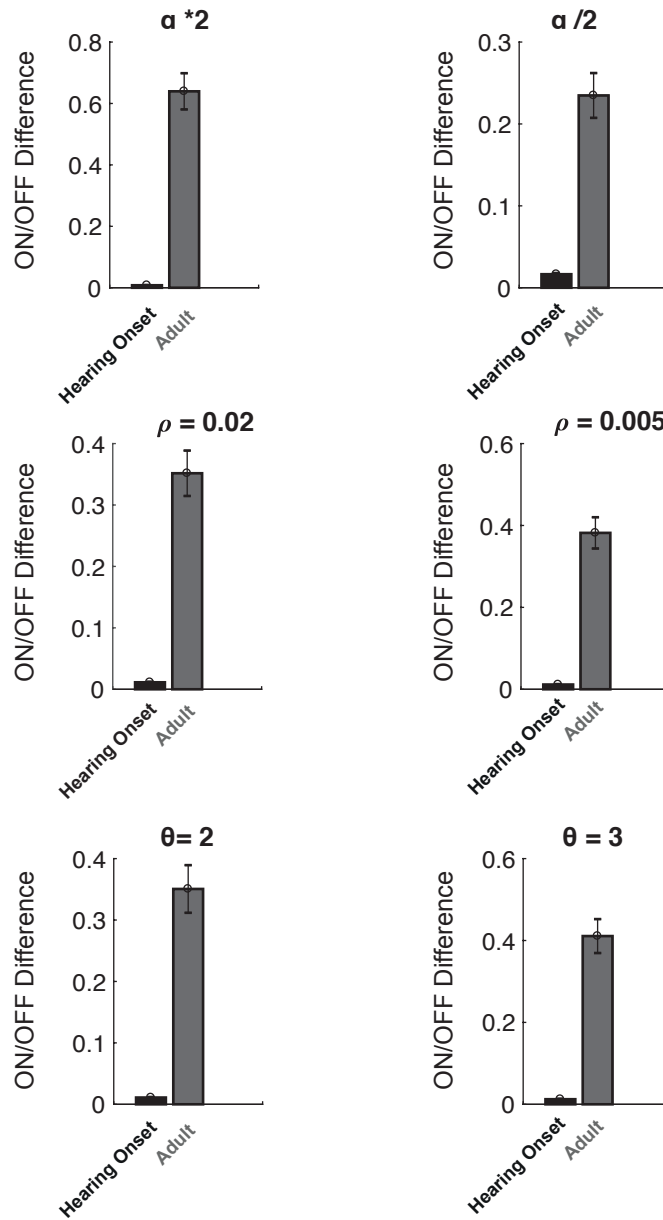 α *2
ON/OFF Difference
0.8
0.6
0.4
0.2
0
Hearing Onset
Adult
α /2
ON/OFF Difference
0.3
0.2
0.1
0
Hearing Onset
Adult
ρ = 0.02
ON/OFF Difference
0.4
0.3
0.2
0.1
0
Hearing Onset
Adult
ρ = 0.005
ON/OFF Difference
0.6
0.4
0.2
0
Hearing Onset
Adult
θ= 2
ON/OFF Difference
0.4
0.3
0.2
0.1
0
Hearing Onset
Adult
θ = 3
ON/OFF Difference
0.6
0.4
0.2
0
Hearing Onset
Adult